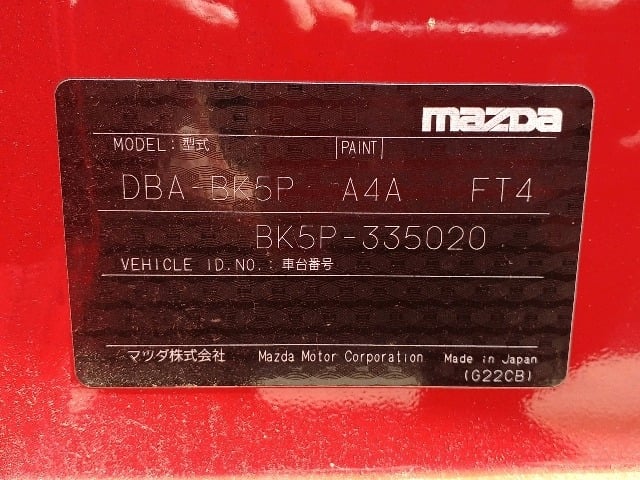 mazda
MODEL: 型式 |PAINT|
DBA-BK5P A4A FT4
BK5P-335020
VEHICLE ID.NO.: 車台番号
マツダ株式会社 Mazda Motor Corporation Made in Japan
(G22CB)